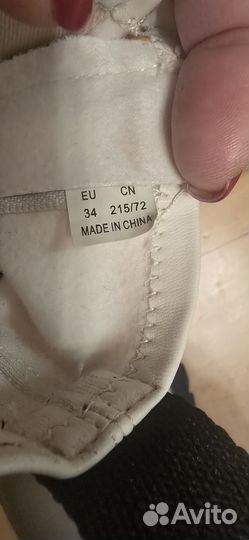 EU CN
34 215/72
MADE IN CHINA
Avito